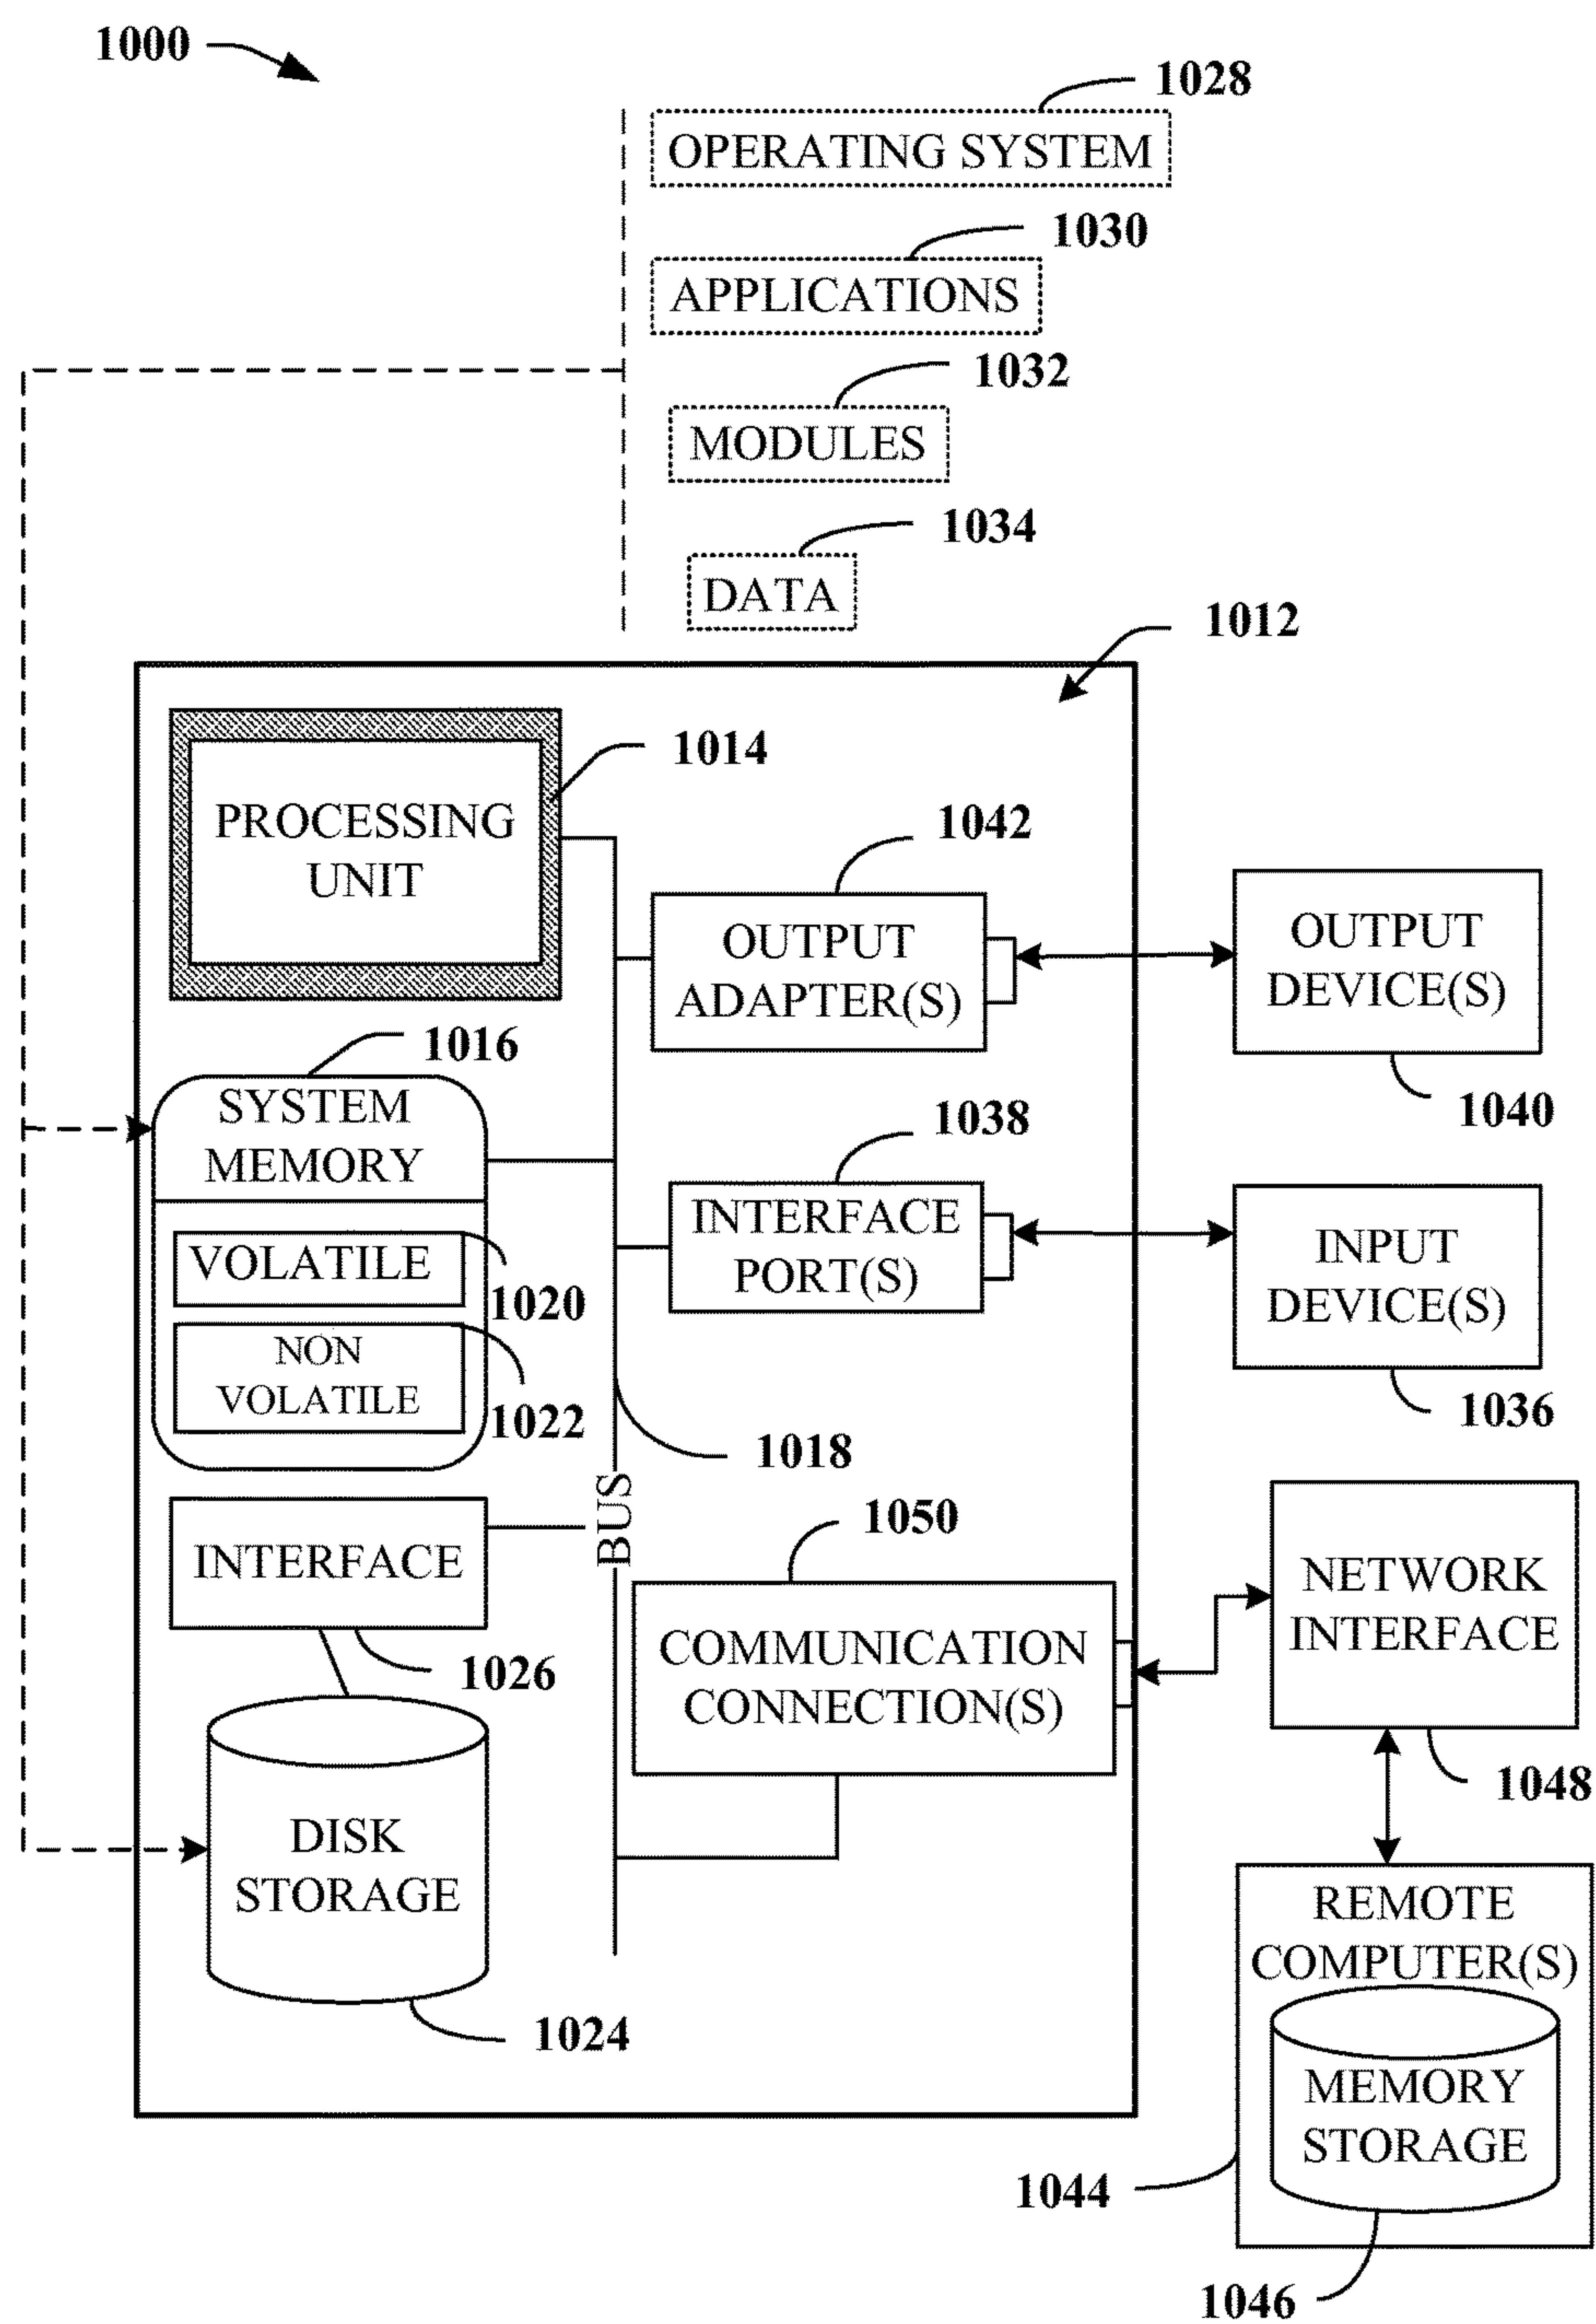 1000
1028
OPERATING SYSTEM
1030
APPLICATIONS
1032
MODULES
1034
DATA
1012
1014
PROCESSING
UNIT
1042
OUTPUT
ADAPTER(S)
OUTPUT
DEVICE(S)
1040
1016
SYSTEM
MEMORY
VOLATILE
1020
NON
VOLATILE
1022
1038
INTERFACE
PORT(S)
INPUT
DEVICE(S)
1036
1018
BUS
INTERFACE
1026
1050
COMMUNICATION
CONNECTION(S)
NETWORK
INTERFACE
1048
DISK
STORAGE
1024
REMOTE
COMPUTER(S)
MEMORY
STORAGE
1044
1046